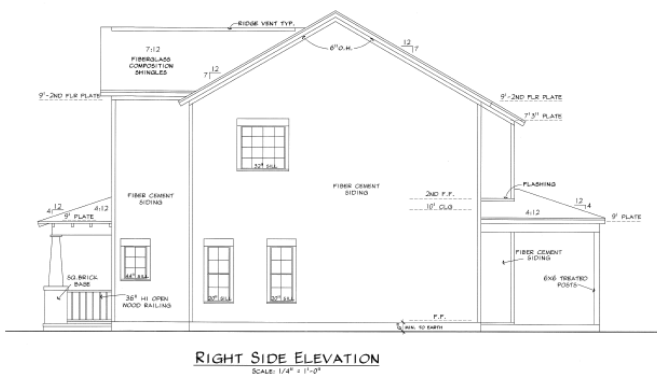 RIDGE VENT TYP.
7:12
FIBERGLASS
COMPOSITION
SHINGLES
6" O.H.
12
7
12
7
9'-2ND FLR PLATE
9'-2ND FLR PLATE
7'3" PLATE
32" SILL
FIBER CEMENT
SIDING
FIBER CEMENT
SIDING
FLASHING
2ND F.F.
10' CLG
12
4
4:12
9' PLATE
12
4
4:12
9' PLATE
FIBER CEMENT
SIDING
SQ.BRICK
BASE
36" HI OPEN
WOOD RAILING
6X6 TREATED
POSTS
F.F.
MIN. TO EARTH
RIGHT SIDE ELEVATION
SCALE: 1/4" = 1'-0"